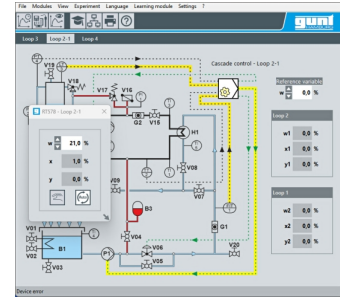 File Modules View Experiment Language Learning module Settings ?
gunt
Loop 3 Loop 2-1 Loop 4
Cascade control - Loop 2-1
V19
V18
V17 V16
Reference variable
w 0,0 %
RT578 - Loop 2-1
G2 V15
H1
w 21,0 %
x 1,0 %
y 0,0 %
Loop 2
w1 0,0 %
x1 0,0 %
y1 0,0 %
V08
V09
V07
B3
Loop 1
w2 0,0 %
x2 0,0 %
y2 0,0 %
G1
V01
V02
V03
B1
V04
P1
V06
V05
V20
Device error